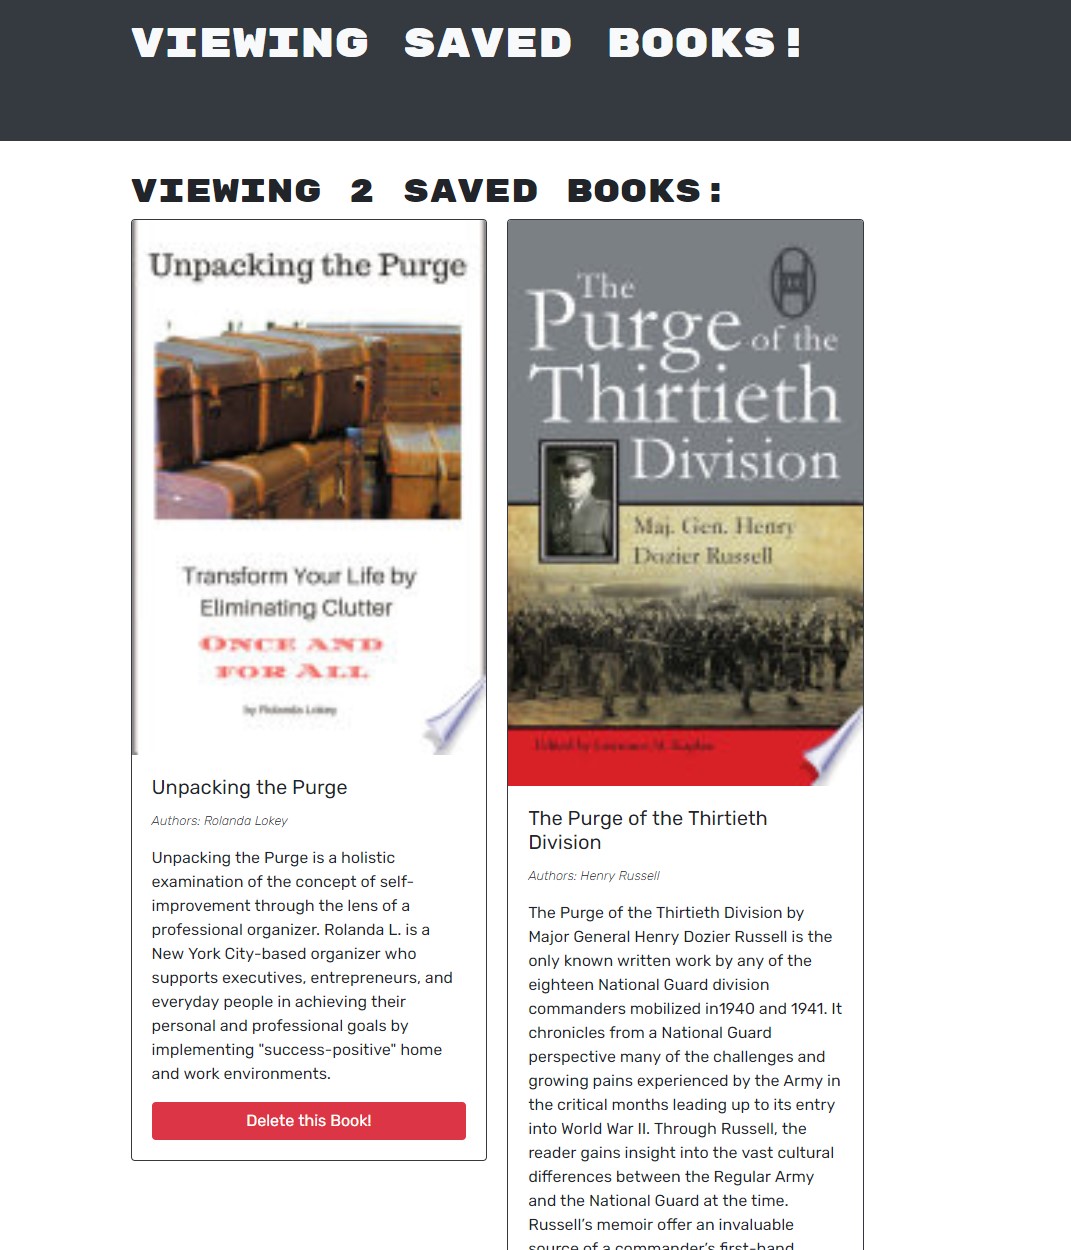 VIEWING SAVED BOOKS!
VIEWING 2 SAVED BOOKS:
Unpacking the Purge
Transform Your Life by
Eliminating Clutter
ONCE AND
FOR ALL
by Rolanda Lokey
Unpacking the Purge
Authors: Rolanda Lokey
Unpacking the Purge is a holistic
examination of the concept of self-
improvement through the lens of a
professional organizer. Rolanda L. is a
New York City-based organizer who
supports executives, entrepreneurs, and
everyday people in achieving their
personal and professional goals by
implementing "success-positive" home
and work environments.
Delete this Book!
The
Purge of the
Thirtieth
Division
Maj. Gen. Henry
Dozier Russell
Edited by Lawrence M. Kaplan
The Purge of the Thirtieth
Division
Authors: Henry Russell
The Purge of the Thirtieth Division by
Major General Henry Dozier Russell is the
only known written work by any of the
eighteen National Guard division
commanders mobilized in1940 and 1941. It
chronicles from a National Guard
perspective many of the challenges and
growing pains experienced by the Army in
the critical months leading up to its entry
into World War II. Through Russell, the
reader gains insight into the vast cultural
differences between the Regular Army
and the National Guard at the time.
Russell’s memoir offer an invaluable
source of a commander’s first-hand